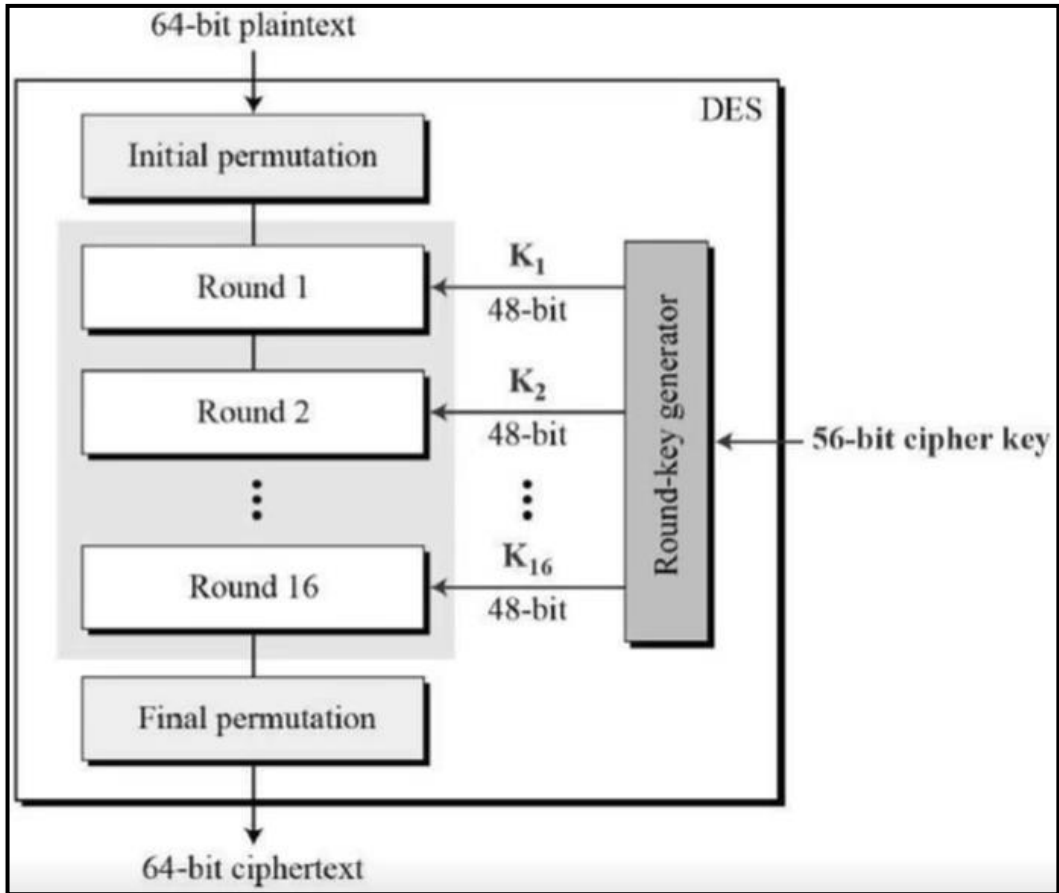 64-bit plaintext
DES
Initial permutation
K1
Round 1
48-bit
K2
Round 2
48-bit
Round-key generator
56-bit cipher key
K16
Round 16
48-bit
Final permutation
64-bit ciphertext